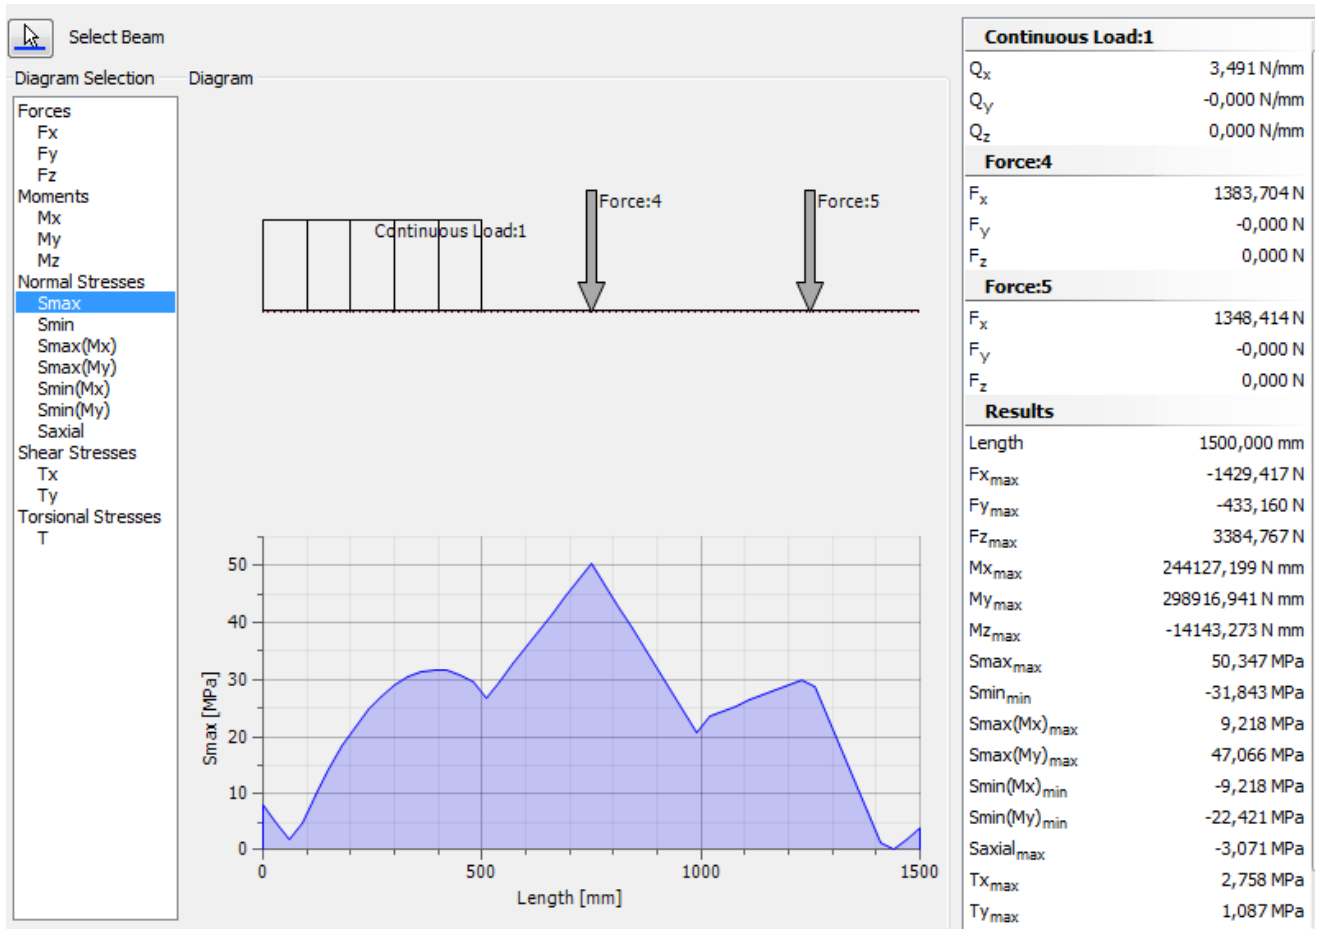 Select Beam
Diagram Selection
Forces
Fx
Fy
Fz
Moments
Mx
My
Mz
Normal Stresses
Smax
Smin
Smax(Mx)
Smax(My)
Smin(Mx)
Smin(My)
Saxial
Shear Stresses
Tx
Ty
Torsional Stresses
T
Diagram
Continuous Load:1
Force:4
Force:5
Smax [MPa]
50
40
30
20
10
0
0 500 1000 1500
Length [mm]
Continuous Load:1
Qx 3,491 N/mm
Qy -0,000 N/mm
Qz 0,000 N/mm
Force:4
Fx 1383,704 N
Fy -0,000 N
Fz 0,000 N
Force:5
Fx 1348,414 N
Fy -0,000 N
Fz 0,000 N
Results
Length 1500,000 mm
Fxmax -1429,417 N
Fymax -433,160 N
Fzmax 3384,767 N
Mxmax 244127,199 N mm
Mymax 298916,941 N mm
Mzmax -14143,273 N mm
Smaxmax 50,347 MPa
Sminmin -31,843 MPa
Smax(Mx)max 9,218 MPa
Smax(My)max 47,066 MPa
Smin(Mx)min -9,218 MPa
Smin(My)min -22,421 MPa
Saxialmax -3,071 MPa
Txmax 2,758 MPa
Tymax 1,087 MPa